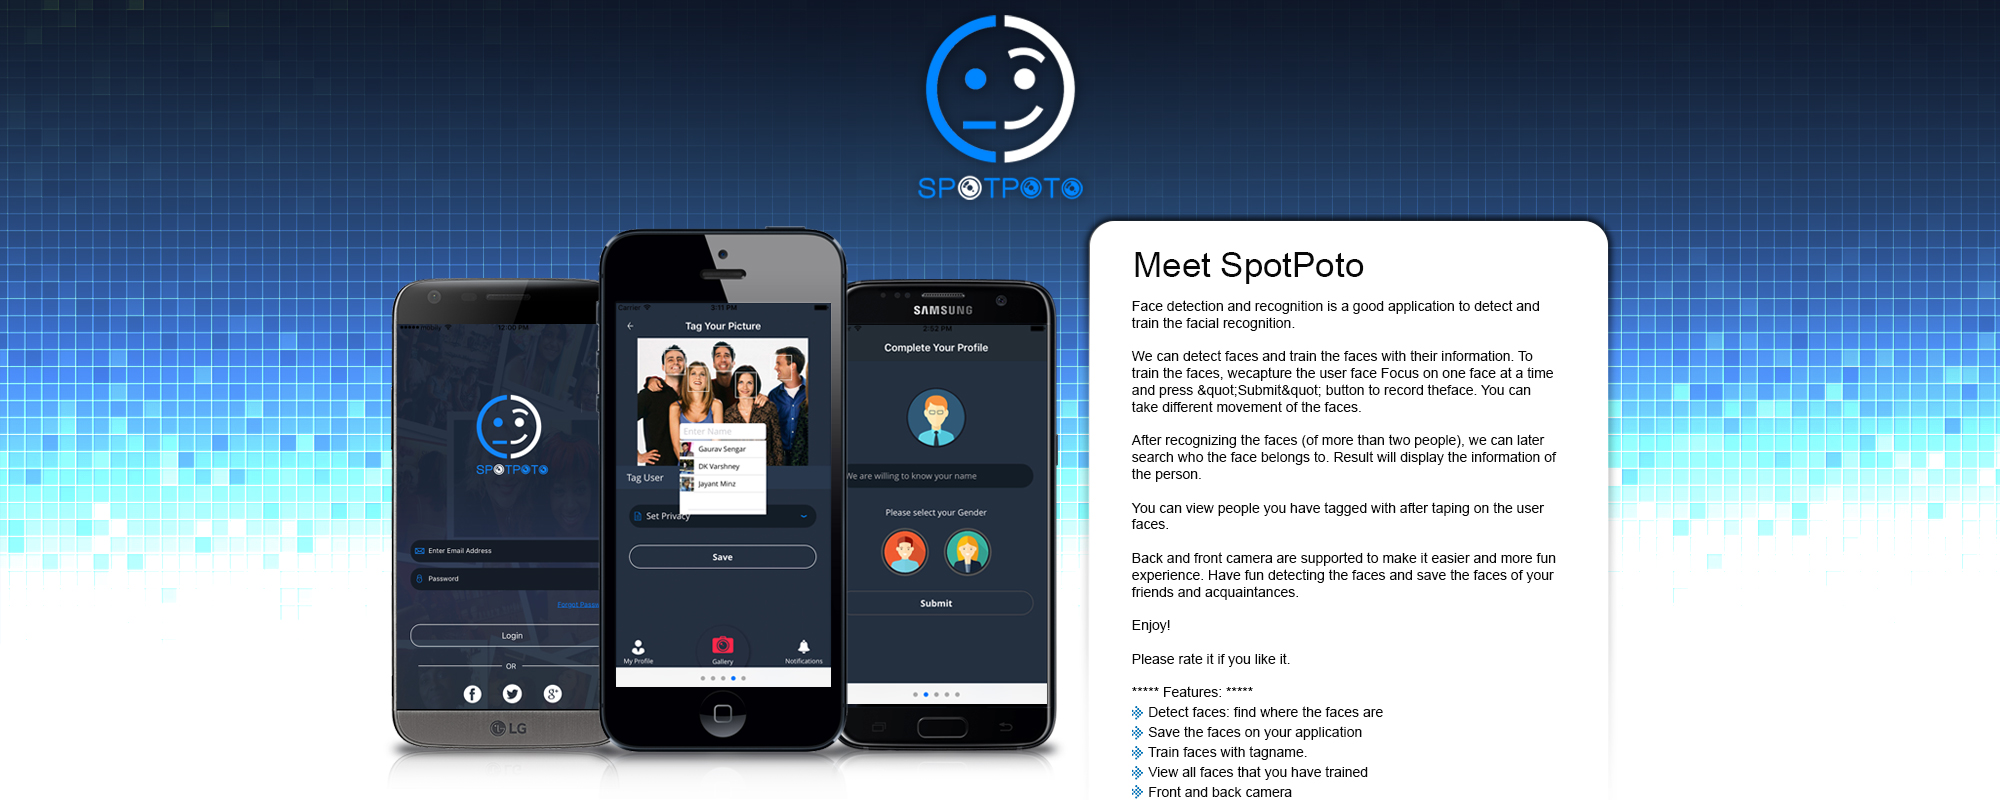 SPOTPOTO
Meet SpotPoto
Face detection and recognition is a good application to detect and
train the facial recognition.
We can detect faces and train the faces with their information. To
train the faces, wecapture the user face Focus on one face at a time
and press &quot;Submit&quot; button to record theface. You can
take different movement of the faces.
After recognizing the faces (of more than two people), we can later
search who the face belongs to. Result will display the information of
the person.
You can view people you have tagged with after taping on the user
faces.
Back and front camera are supported to make it easier and more fun
experience. Have fun detecting the faces and save the faces of your
friends and acquaintances.
Enjoy!
Please rate it if you like it.
***** Features: *****
Detect faces: find where the faces are
Save the faces on your application
Train faces with tagname.
View all faces that you have trained
Front and back camera
12:00 PM
SPOTPOTO
Enter Email Address
Password
Forgot Passw
Login
OR
f
g+
LG
Carrier
3:11 PM
Tag Your Picture
Enter Name
Gaurav Sengar
DK Varshney
Jayant Minz
Tag User
Set Privacy
Save
My Profile
Gallery
Notifications
SAMSUNG
2:52 PM
Complete Your Profile
We are willing to know your name
Please select your Gender
Submit